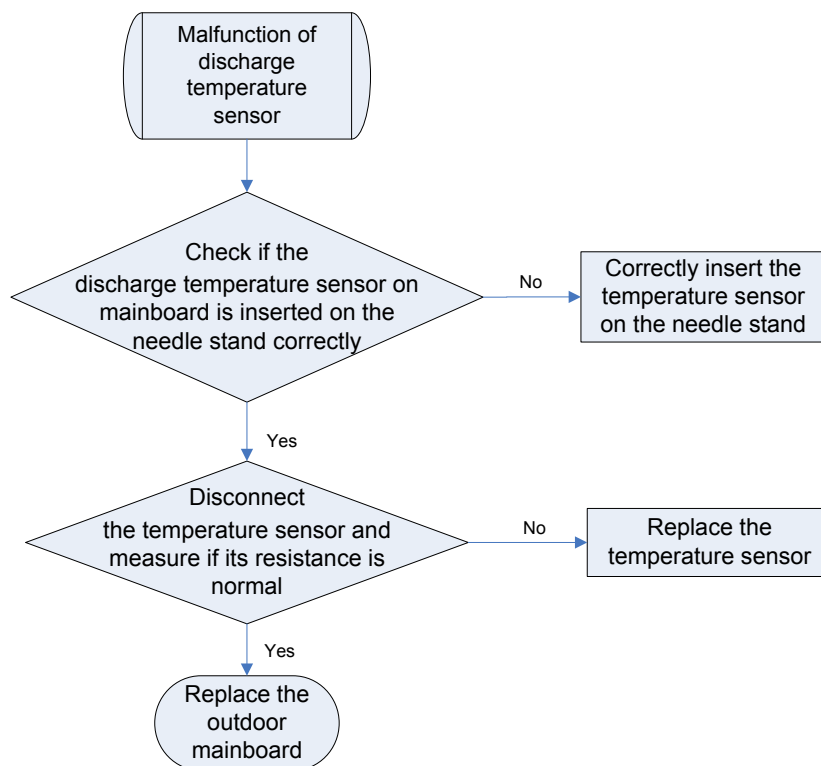 Malfunction of
discharge
temperature
sensor
Check if the
discharge temperature sensor on
mainboard is inserted on the
needle stand correctly
No
Correctly insert the
temperature sensor
on the needle stand
Yes
Disconnect
the temperature sensor and
measure if its resistance is
normal
No
Replace the
temperature sensor
Yes
Replace the
outdoor
mainboard